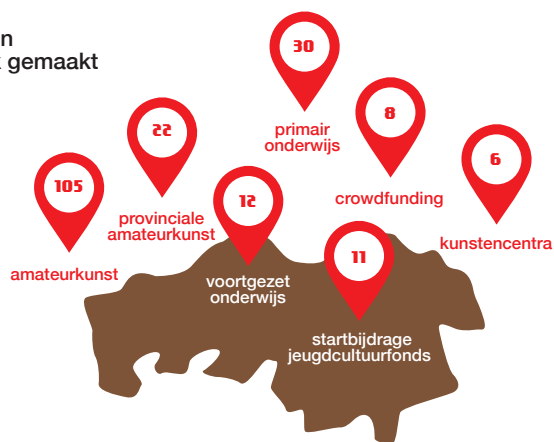 n
k gemaakt
30
primair
onderwijs
8
crowdfunding
22
provinciale
amateurkunst
6
kunstencentra
105
amateurkunst
12
voortgezet
onderwijs
11
startbijdrage
jeugdcultuurfonds